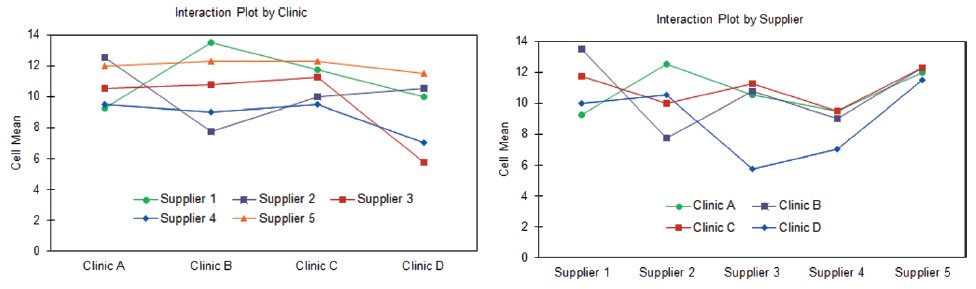 Interaction Plot by Clinic
14
12
10
8
6
4
2
0
Cell Mean
Supplier 1 Supplier 2 Supplier 3
Supplier 4 Supplier 5
Clinic A Clinic B Clinic C Clinic D
Interaction Plot by Supplier
14
12
10
8
6
4
2
0
Cell Mean
Clinic A Clinic B
Clinic C Clinic D
Supplier 1 Supplier 2 Supplier 3 Supplier 4 Supplier 5